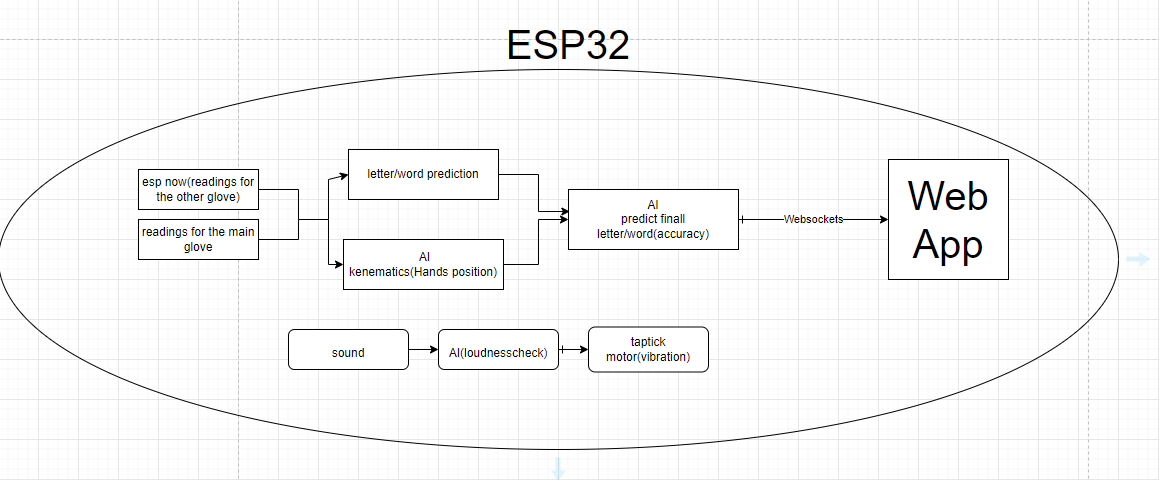 ESP32
esp now(readings for
the other glove)
readings for the main
glove
letter/word prediction
AI
kenematics(Hands position)
AI
predict finall
letter/word(accuracy)
Websockets
Web
App
sound
AI(loudnesscheck)
taptick
motor(vibration)